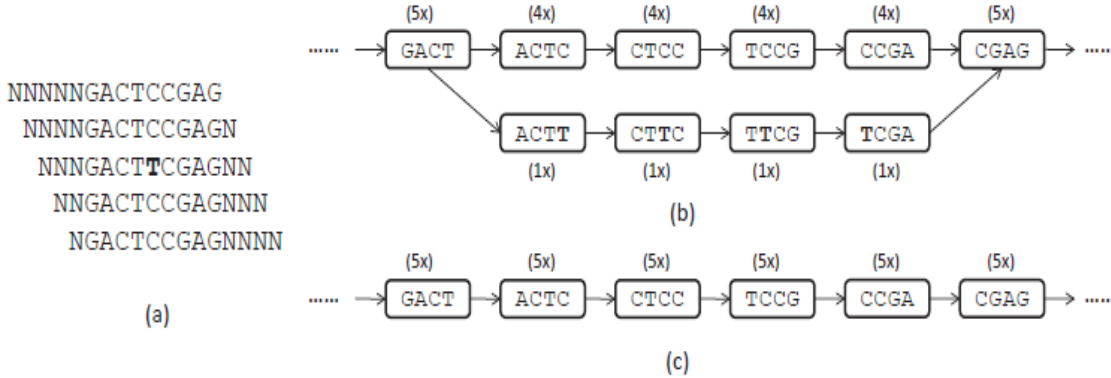 NNNNNGACTCCGAG
NNNNGACTCCGAGN
NNNGACTTCGAGNN
NNGACTCCGAGNNN
NGACTCCGAGNNNN
(a)
(5x) (4x) (4x) (4x) (4x) (5x)
...... GACT ACTC CTCC TCCG CCGA CGAG ......
ACTT CTTC TTCG TCGA
(1x) (1x) (1x) (1x)
(b)
(5x) (5x) (5x) (5x) (5x) (5x)
...... GACT ACTC CTCC TCCG CCGA CGAG ......
(c)